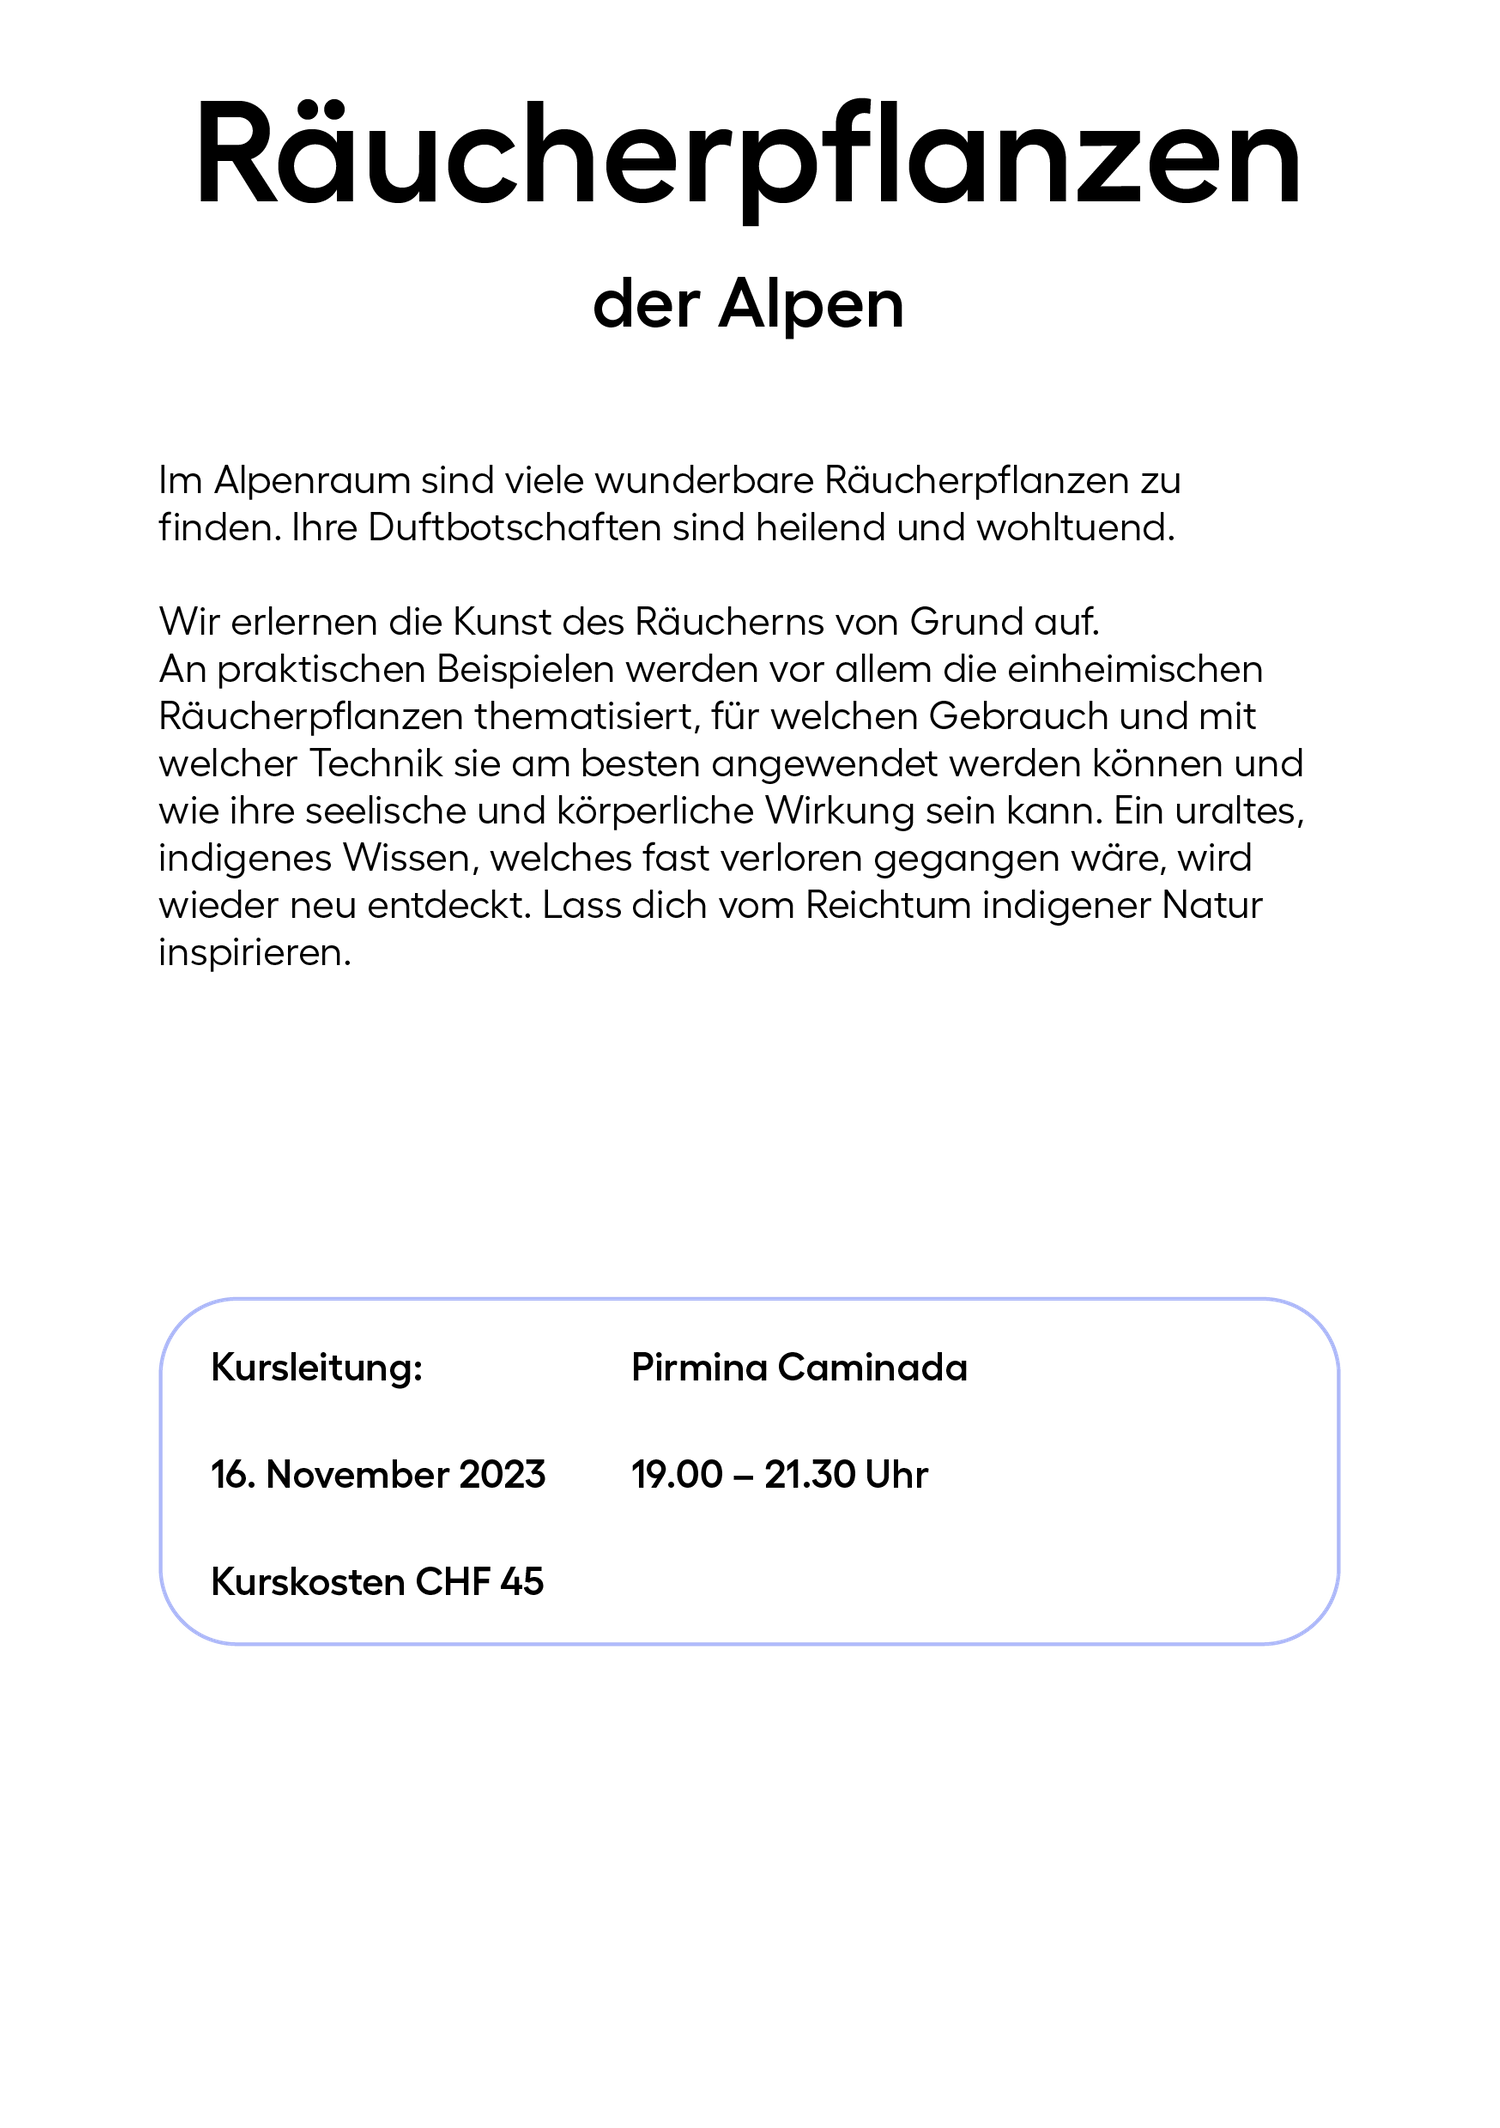 Räucherpflanzen
der Alpen
Im Alpenraum sind viele wunderbare Räucherpflanzen zu
finden. Ihre Duftbotschaften sind heilend und wohltuend.
Wir erlernen die Kunst des Räucherns von Grund auf.
An praktischen Beispielen werden vor allem die einheimischen
Räucherpflanzen thematisiert, für welchen Gebrauch und mit
welcher Technik sie am besten angewendet werden können und
wie ihre seelische und körperliche Wirkung sein kann. Ein uraltes,
indigenes Wissen, welches fast verloren gegangen wäre, wird
wieder neu entdeckt. Lass dich vom Reichtum indigener Natur
inspirieren.
Kursleitung: Pirmina Caminada
16. November 2023 19.00 – 21.30 Uhr
Kurskosten CHF 45